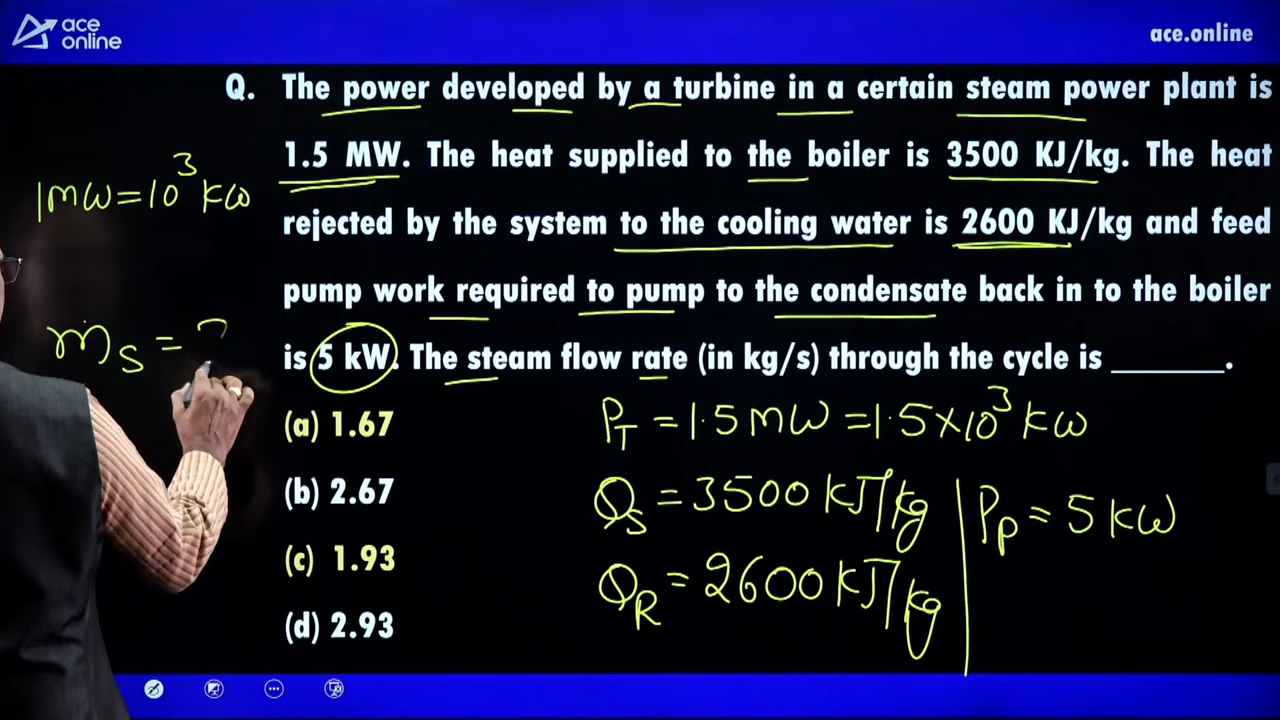 ace
online
ace.online
Q. The power developed by a turbine in a certain steam power plant is
1.5 MW. The heat supplied to the boiler is 3500 KJ/kg. The heat
rejected by the system to the cooling water is 2600 KJ/kg and feed
pump work required to pump to the condensate back in to the boiler
is 5 kW. The steam flow rate (in kg/s) through the cycle is ________.
(a) 1.67
(b) 2.67
(c) 1.93
(d) 2.93
1MW=10³ kW
ṁs = ?
PT = 1.5MW = 1.5×10³ kW
Qs = 3500 kJ/kg
QR = 2600 kJ/kg
Pp = 5 kW